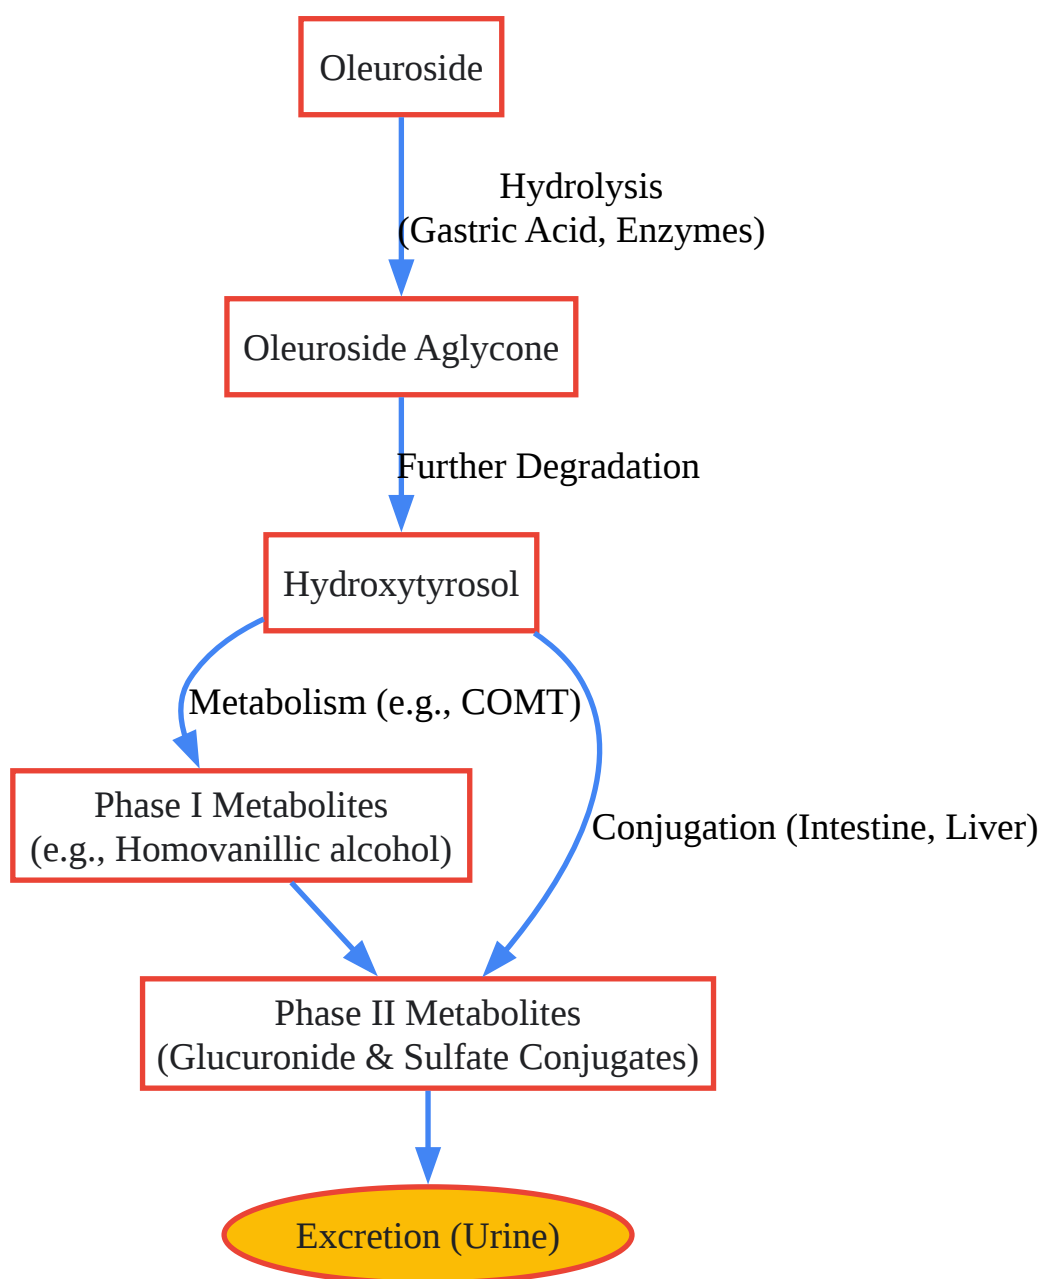 Oleuroside
Hydrolysis
(Gastric Acid, Enzymes)
Oleuroside Aglycone
Further Degradation
Hydroxytyrosol
Metabolism (e.g., COMT)
Phase I Metabolites
(e.g., Homovanillic alcohol)
Conjugation (Intestine, Liver)
Phase II Metabolites
(Glucuronide & Sulfate Conjugates)
Excretion (Urine)